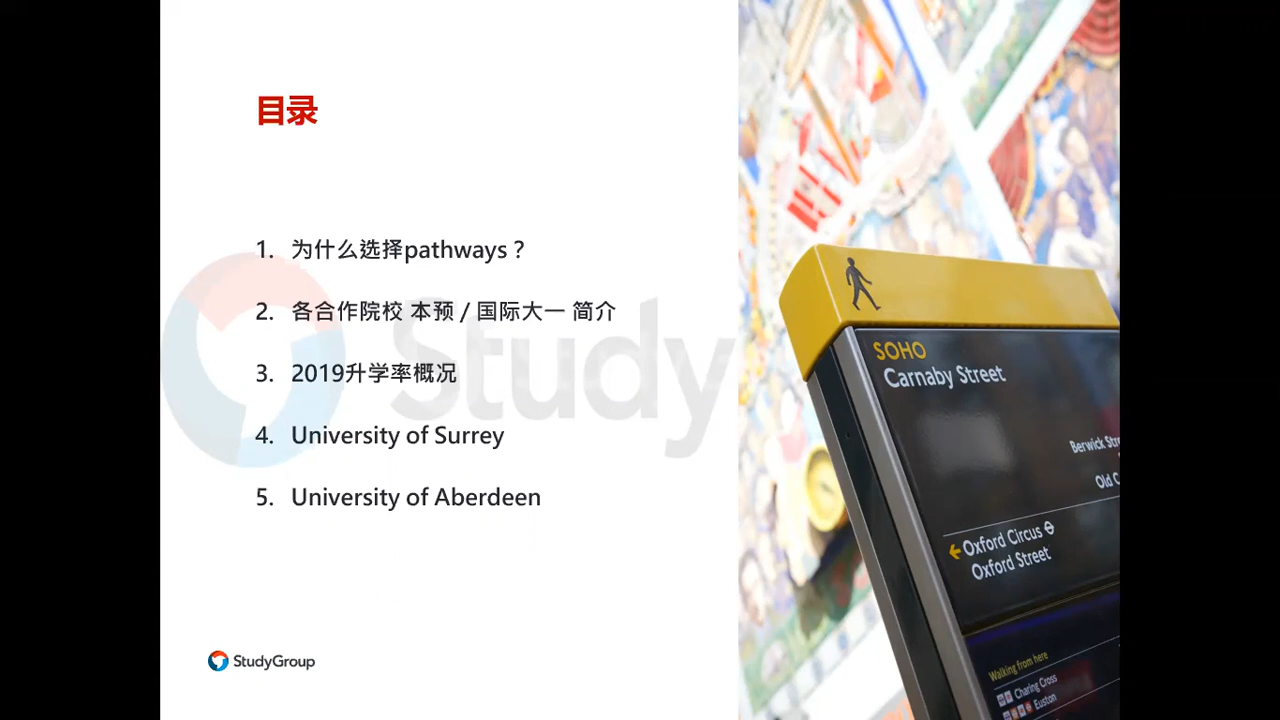 目录
1. 为什么选择pathways？
2. 各合作院校 本预 / 国际大一 简介
3. 2019升学率概况
4. University of Surrey
5. University of Aberdeen
StudyGroup
Study
SOHO
Carnaby Street
Berwick
Old
Oxford Circus
Oxford Street
Walking from here
Charing Cross
Euston